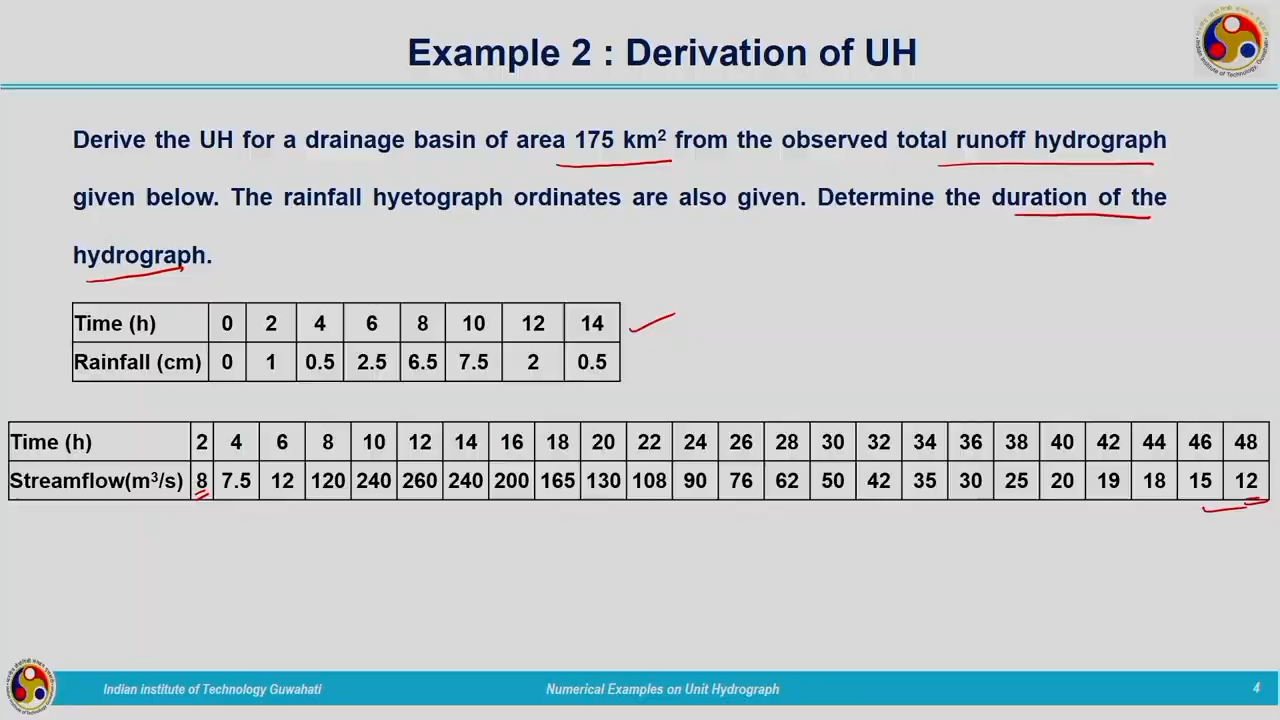 Example 2 : Derivation of UH
Derive the UH for a drainage basin of area 175 km² from the observed total runoff hydrograph
given below. The rainfall hyetograph ordinates are also given. Determine the duration of the
hydrograph.
Time (h) 0 2 4 6 8 10 12 14
Rainfall (cm) 0 1 0.5 2.5 6.5 7.5 2 0.5
Time (h) 2 4 6 8 10 12 14 16 18 20 22 24 26 28 30 32 34 36 38 40 42 44 46 48
Streamflow(m³/s) 8 7.5 12 120 240 260 240 200 165 130 108 90 76 62 50 42 35 30 25 20 19 18 15 12
Indian institute of Technology Guwahati
Numerical Examples on Unit Hydrograph
4